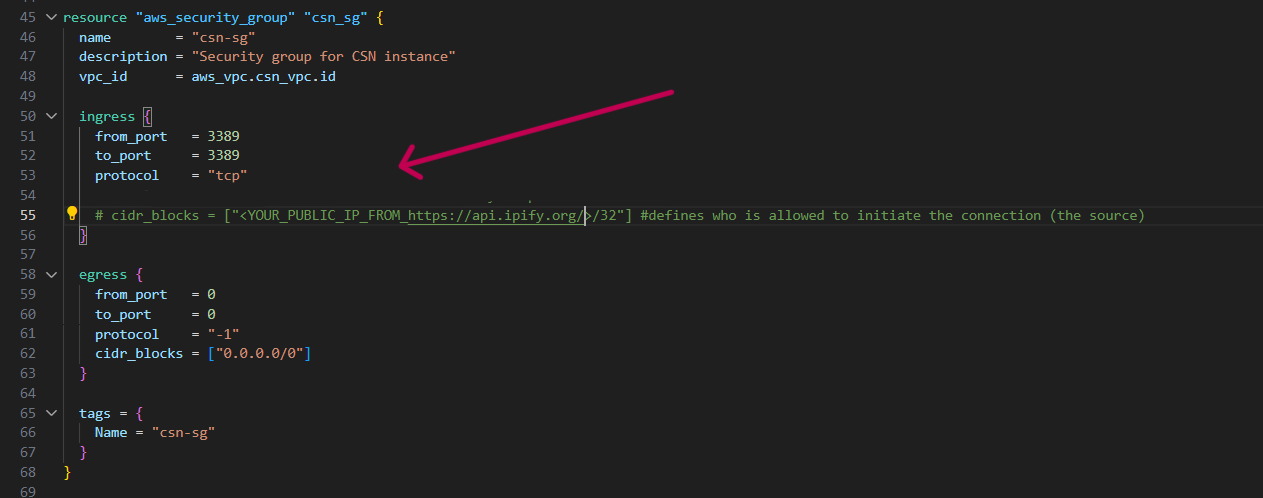 45 resource "aws_security_group" "csn_sg" {
46 name = "csn-sg"
47 description = "Security group for CSN instance"
48 vpc_id = aws_vpc.csn_vpc.id
49
50 ingress {
51 from_port = 3389
52 to_port = 3389
53 protocol = "tcp"
54
55 # cidr_blocks = ["<YOUR_PUBLIC_IP_FROM_https://api.ipify.org/>/32"] #defines who is allowed to initiate the connection (the source)
56 }
57
58 egress {
59 from_port = 0
60 to_port = 0
61 protocol = "-1"
62 cidr_blocks = ["0.0.0.0/0"]
63 }
64
65 tags = {
66 Name = "csn-sg"
67 }
68 }
69